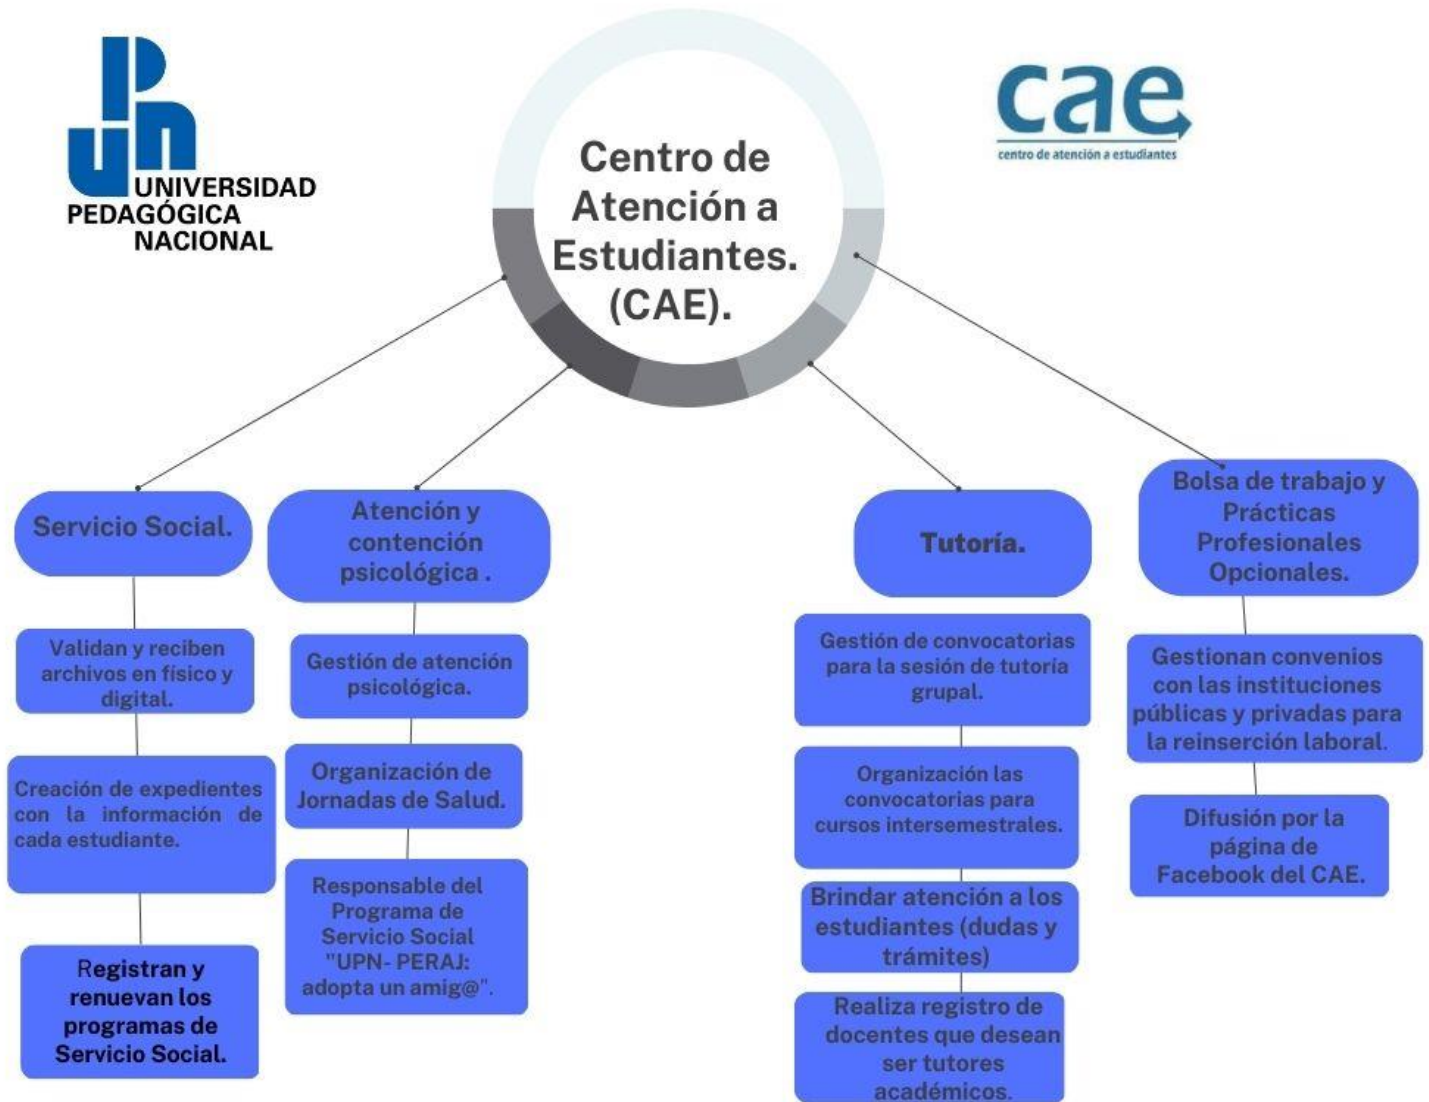 UNIVERSIDAD
PEDAGÓGICA
NACIONAL
Centro de
Atención a
Estudiantes.
(CAE).
cae
centro de atención a estudiantes
Servicio Social.
Validan y reciben
archivos en físico y
digital.
Creación de expedientes
con la información de
cada estudiante.
Registran y
renuevan los
programas de
Servicio Social.
Atención y
contención
psicológica .
Gestión de atención
psicológica.
Organización de
Jornadas de Salud.
Responsable del
Programa de
Servicio Social
"UPN- PERAJ:
adopta un amig@".
Tutoría.
Gestión de convocatorias
para la sesión de tutoría
grupal.
Organización las
convocatorias para
cursos intersemestrales.
Brindar atención a los
estudiantes (dudas y
trámites)
Realiza registro de
docentes que desean
ser tutores
académicos.
Bolsa de trabajo y
Prácticas
Profesionales
Opcionales.
Gestionan convenios
con las instituciones
públicas y privadas para
la reinserción laboral.
Difusión por la
página de
Facebook del CAE.